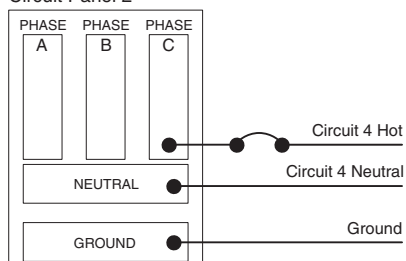 Circuit Panel 2
PHASE PHASE PHASE
A B C
Circuit 4 Hot
Circuit 4 Neutral
NEUTRAL
Ground
GROUND